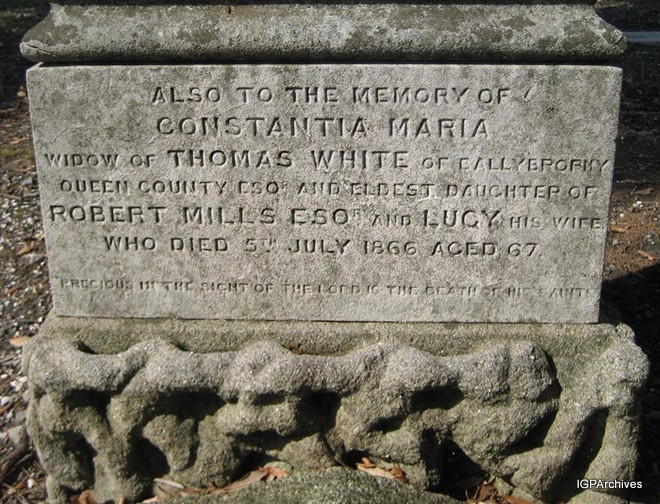 ALSO TO THE MEMORY OF
CONSTANTIA MARIA
WIDOW OF THOMAS WHITE OF BALLYBROPHY
QUEEN COUNTY ESQR AND ELDEST DAUGHTER OF
ROBERT MILLS ESQR AND LUCY HIS WIFE
WHO DIED 5TH JULY 1866 AGED 67.
PRECIOUS IN THE SIGHT OF THE LORD IS THE DEATH OF HIS SAINTS
IGPArchives